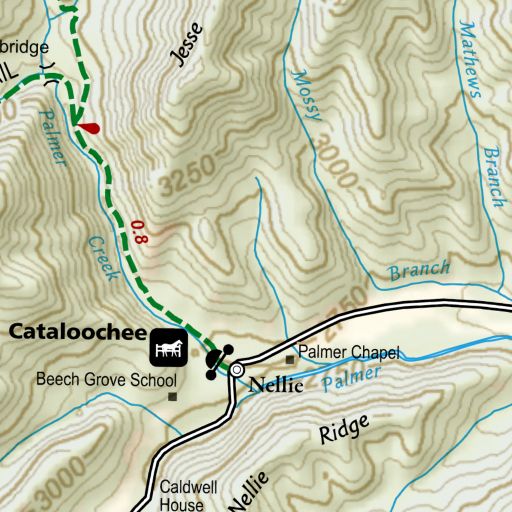 Jesse
bridge
Mathews
Mossy
Palmer
3000
Branch
3250
0.8
Creek
Branch
2750
Cataloochee
Palmer Chapel
Beech Grove School
Nellie
Palmer
Ridge
3000
Caldwell
House
Nellie